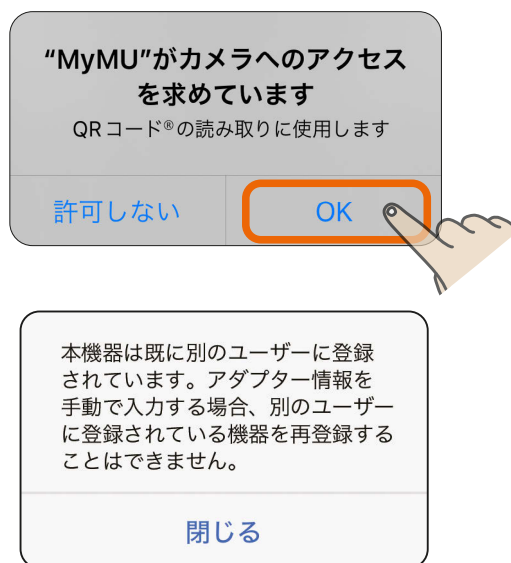 “MyMU”がカメラへのアクセス
を求めています
QRコード®の読み取りに使用します
許可しない
OK
本機器は既に別のユーザーに登録
されています。アダプター情報を
手動で入力する場合、別のユーザー
に登録されている機器を再登録する
ことはできません。
閉じる